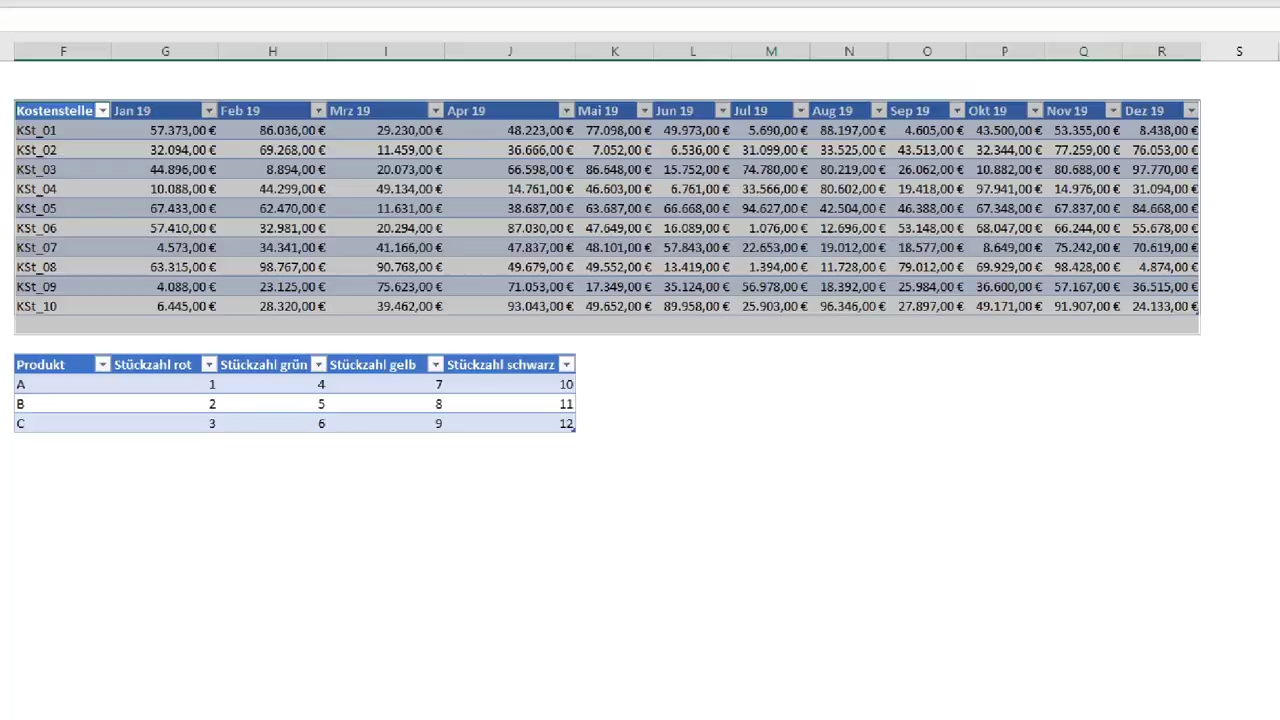 F G H I J K L M N O P Q R S
Kostenstelle Jan 19 Feb 19 Mrz 19 Apr 19 Mai 19 Jun 19 Jul 19 Aug 19 Sep 19 Okt 19 Nov 19 Dez 19
KSt_01 57.373,00 € 86.036,00 € 29.230,00 € 48.223,00 € 77.098,00 € 49.973,00 € 5.690,00 € 88.197,00 € 4.605,00 € 43.500,00 € 53.355,00 € 8.438,00 €
KSt_02 32.094,00 € 69.268,00 € 11.459,00 € 36.666,00 € 7.052,00 € 6.536,00 € 31.099,00 € 33.525,00 € 43.513,00 € 32.344,00 € 77.259,00 € 76.053,00 €
KSt_03 44.896,00 € 8.894,00 € 20.073,00 € 66.598,00 € 86.648,00 € 15.752,00 € 74.780,00 € 80.219,00 € 26.062,00 € 10.882,00 € 80.688,00 € 97.770,00 €
KSt_04 10.088,00 € 44.299,00 € 49.134,00 € 14.761,00 € 46.603,00 € 6.761,00 € 33.566,00 € 80.602,00 € 19.418,00 € 97.941,00 € 14.976,00 € 31.094,00 €
KSt_05 67.433,00 € 62.470,00 € 11.631,00 € 38.687,00 € 63.687,00 € 66.668,00 € 94.627,00 € 42.504,00 € 46.388,00 € 67.348,00 € 67.837,00 € 84.668,00 €
KSt_06 57.410,00 € 32.981,00 € 20.294,00 € 87.030,00 € 47.649,00 € 16.089,00 € 1.076,00 € 12.696,00 € 53.148,00 € 68.047,00 € 66.244,00 € 55.678,00 €
KSt_07 4.573,00 € 34.341,00 € 41.166,00 € 47.837,00 € 48.101,00 € 57.843,00 € 22.653,00 € 19.012,00 € 18.577,00 € 8.649,00 € 75.242,00 € 70.619,00 €
KSt_08 63.315,00 € 98.767,00 € 90.768,00 € 49.679,00 € 49.552,00 € 13.419,00 € 1.394,00 € 11.728,00 € 79.012,00 € 69.929,00 € 98.428,00 € 4.874,00 €
KSt_09 4.088,00 € 23.125,00 € 75.623,00 € 71.053,00 € 17.349,00 € 35.124,00 € 56.978,00 € 18.392,00 € 25.984,00 € 36.600,00 € 57.167,00 € 36.515,00 €
KSt_10 6.445,00 € 28.320,00 € 39.462,00 € 93.043,00 € 49.652,00 € 89.958,00 € 25.903,00 € 96.346,00 € 27.897,00 € 49.171,00 € 91.907,00 € 24.133,00 €
Produkt Stückzahl rot Stückzahl grün Stückzahl gelb Stückzahl schwarz
A 1 4 7 10
B 2 5 8 11
C 3 6 9 12